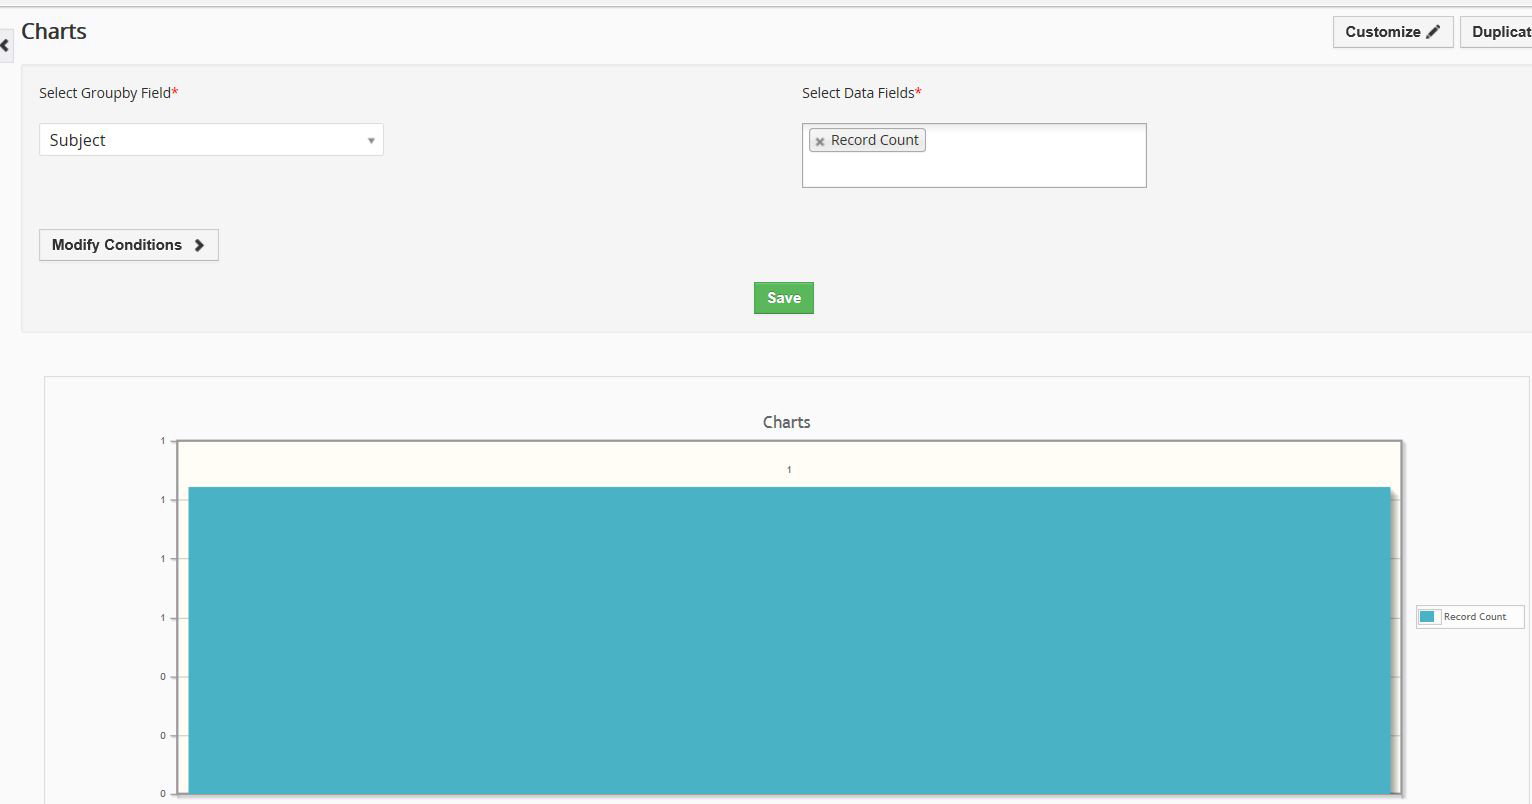 Charts
Customize
Duplicat
Select Groupby Field*
Select Data Fields*
Subject
Record Count
Modify Conditions
Save
Charts
1
1
1
1
1
0
0
0
Record Count